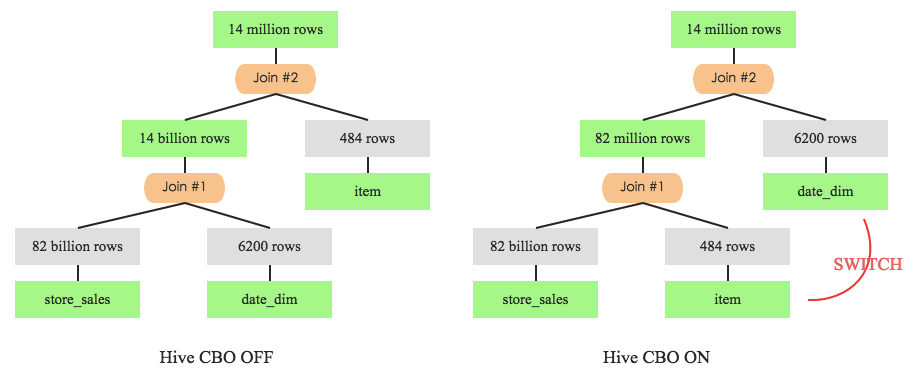 14 million rows
Join #2
14 billion rows
484 rows
Join #1
item
82 billion rows
6200 rows
store_sales
date_dim
Hive CBO OFF
14 million rows
Join #2
82 million rows
6200 rows
Join #1
date_dim
82 billion rows
484 rows
SWITCH
store_sales
item
Hive CBO ON